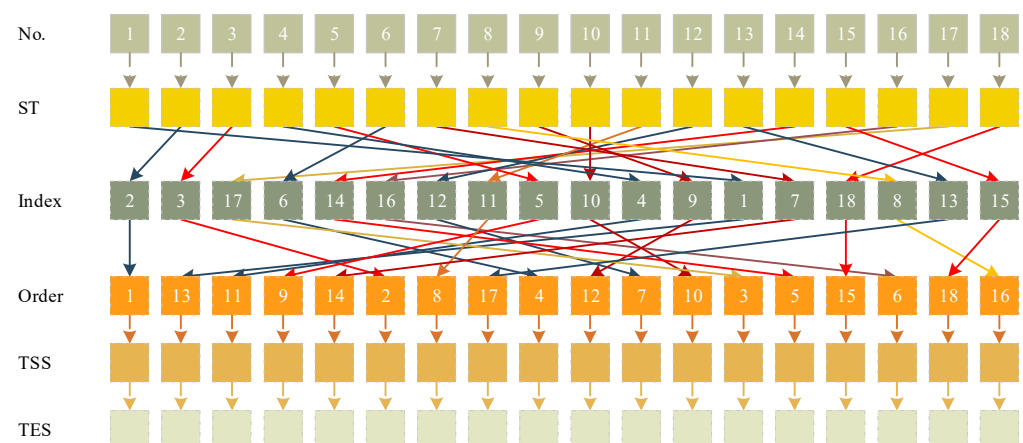 No. 1 2 3 4 5 6 7 8 9 10 11 12 13 14 15 16 17 18
ST
Index 2 3 17 6 14 16 12 11 5 10 4 9 1 7 18 8 13 15
Order 1 13 11 9 14 2 8 17 4 12 7 10 3 5 15 6 18 16
TSS
TES